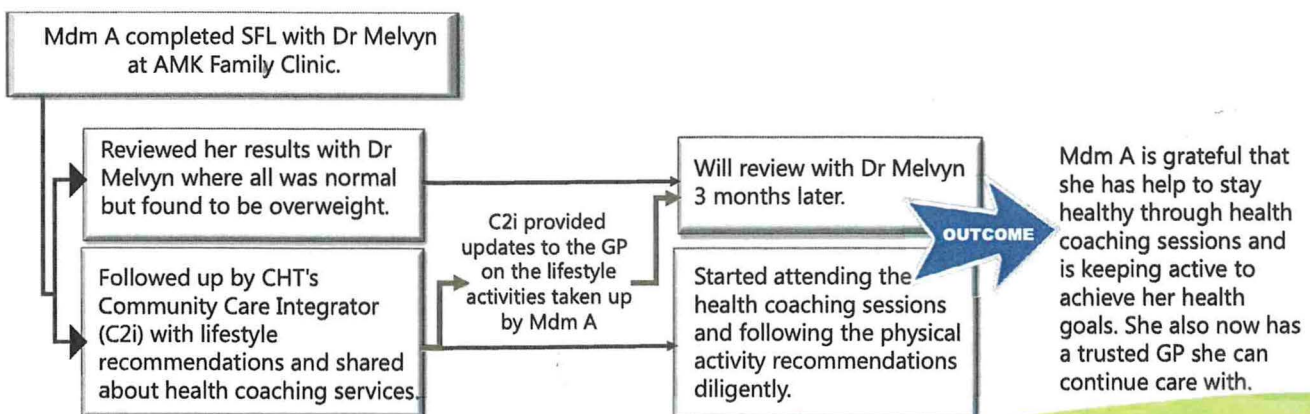 Mdm A completed SFL with Dr Melvyn
at AMK Family Clinic.
Reviewed her results with Dr
Melvyn where all was normal
but found to be overweight.
Followed up by CHT's
Community Care Integrator
(C2i) with lifestyle
recommendations and shared
about health coaching services.
C2i provided
updates to the GP
on the lifestyle
activities taken up
by Mdm A
Will review with Dr Melvyn
3 months later.
Started attending the
health coaching sessions
and following the physical
activity recommendations
diligently.
OUTCOME
Mdm A is grateful that
she has help to stay
healthy through health
coaching sessions and
is keeping active to
achieve her health
goals. She also now has
a trusted GP she can
continue care with.